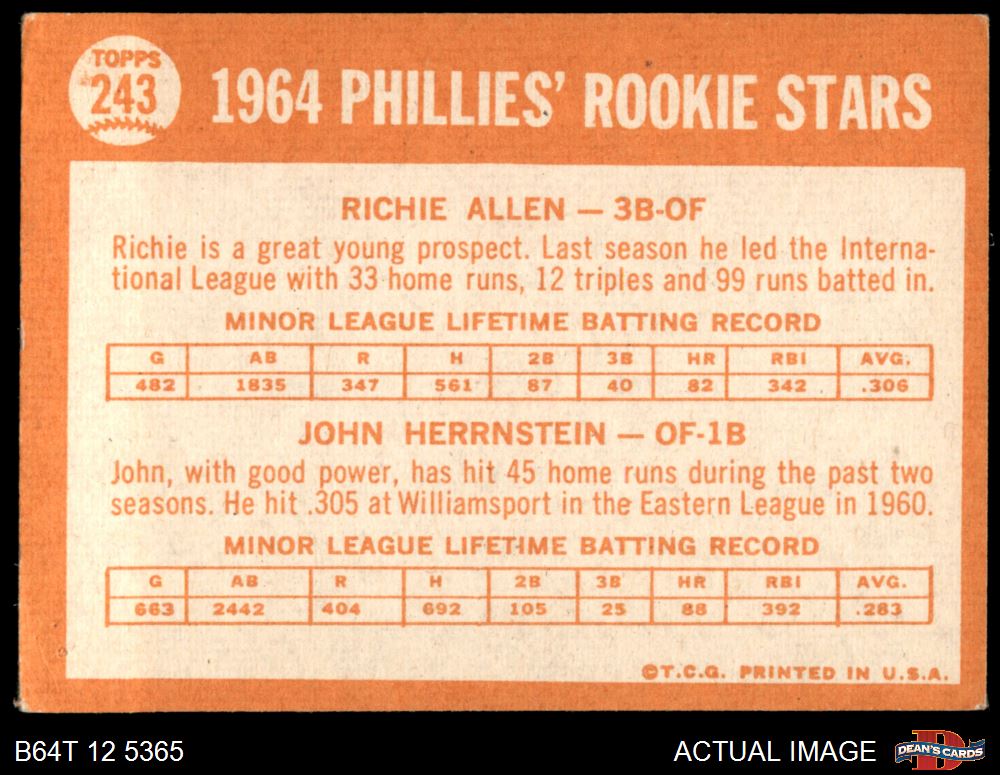 TOPPS
243
1964 PHILLIES' ROOKIE STARS
RICHIE ALLEN — 3B-OF
Richie is a great young prospect. Last season he led the Interna-
tional League with 33 home runs, 12 triples and 99 runs batted in.
MINOR LEAGUE LIFETIME BATTING RECORD
G AB R H 2B 3B HR RBI AVG.
482 1835 347 561 87 40 82 342 .306
JOHN HERRNSTEIN — OF-1B
John, with good power, has hit 45 home runs during the past two
seasons. He hit .305 at Williamsport in the Eastern League in 1960.
MINOR LEAGUE LIFETIME BATTING RECORD
G AB R H 2B 3B HR RBI AVG.
663 2442 404 692 105 25 88 392 .283
©T.C.G. PRINTED IN U.S.A.
B64T 12 5365
ACTUAL IMAGE
D
DEAN'S CARDS